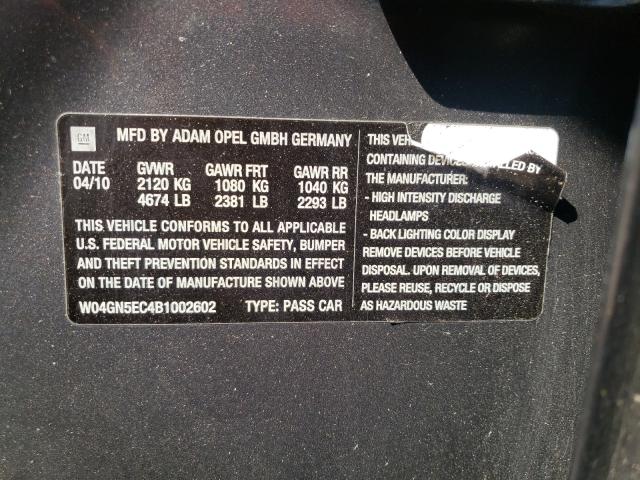 GM
MFD BY ADAM OPEL GMBH GERMANY
DATE GVWR GAWR FRT GAWR RR
04/10 2120 KG 1080 KG 1040 KG
4674 LB 2381 LB 2293 LB
THIS VEHICLE CONFORMS TO ALL APPLICABLE
U.S. FEDERAL MOTOR VEHICLE SAFETY, BUMPER
AND THEFT PREVENTION STANDARDS IN EFFECT
ON THE DATE OF MANUFACTURE SHOWN ABOVE
W04GN5EC4B1002602 TYPE: PASS CAR
THIS
CONTAINING BY
THE MANUFACTURER:
- HIGH INTENSITY DISCHARGE
HEADLAMPS
- BACK LIGHTING COLOR DISPLAY
REMOVE DEVICES BEFORE VEHICLE
DISPOSAL. UPON REMOVAL OF DEVICES,
PLEASE REUSE, RECYCLE OR DISPOSE
AS HAZARDOUS WASTE